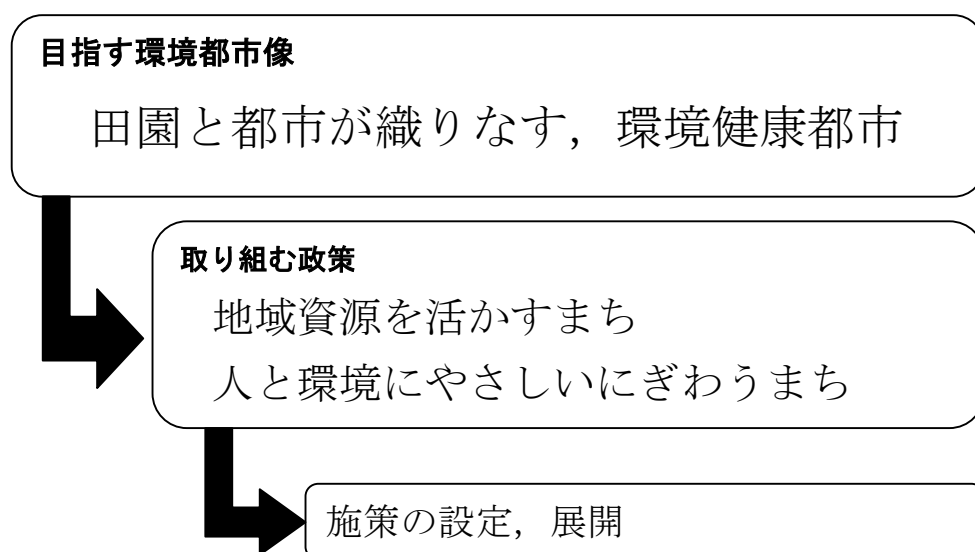 目指す環境都市像
田園と都市が織りなす，環境健康都市
取り組む政策
地域資源を活かすまち
人と環境にやさしいにぎわうまち
施策の設定，展開